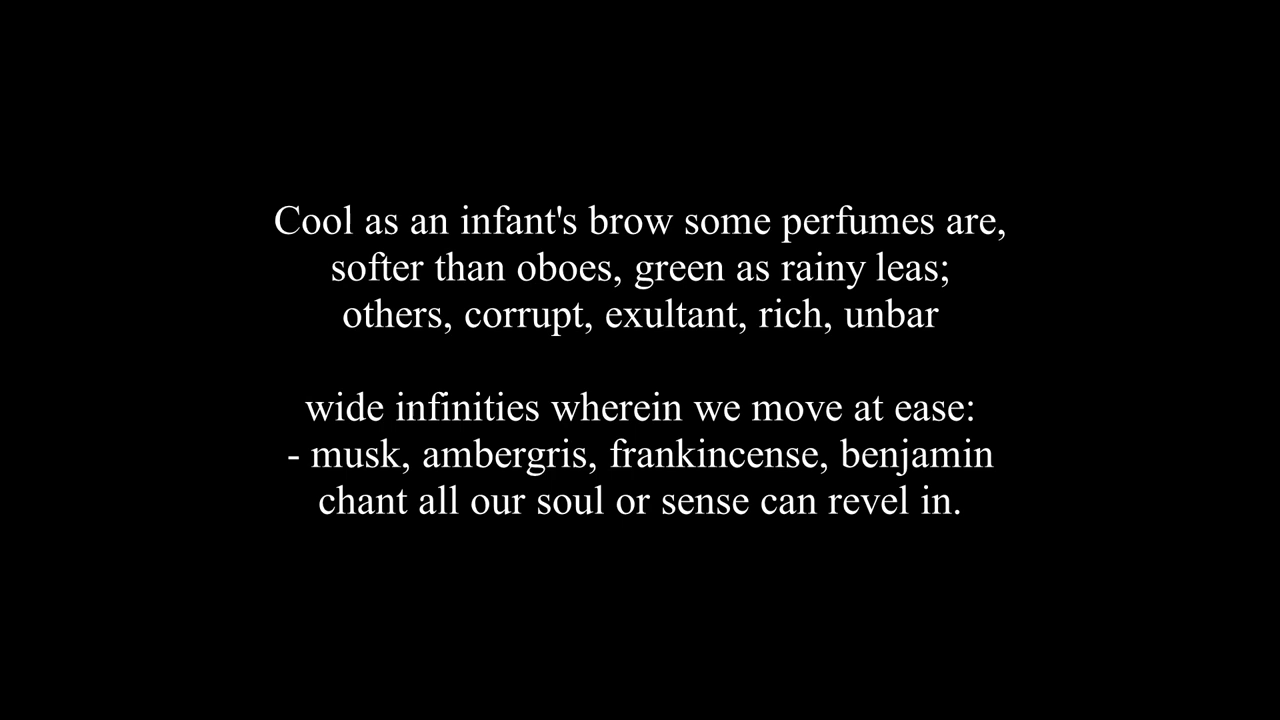 Cool as an infant's brow some perfumes are,
softer than oboes, green as rainy leas;
others, corrupt, exultant, rich, unbar
wide infinities wherein we move at ease:
- musk, ambergris, frankincense, benjamin
chant all our soul or sense can revel in.